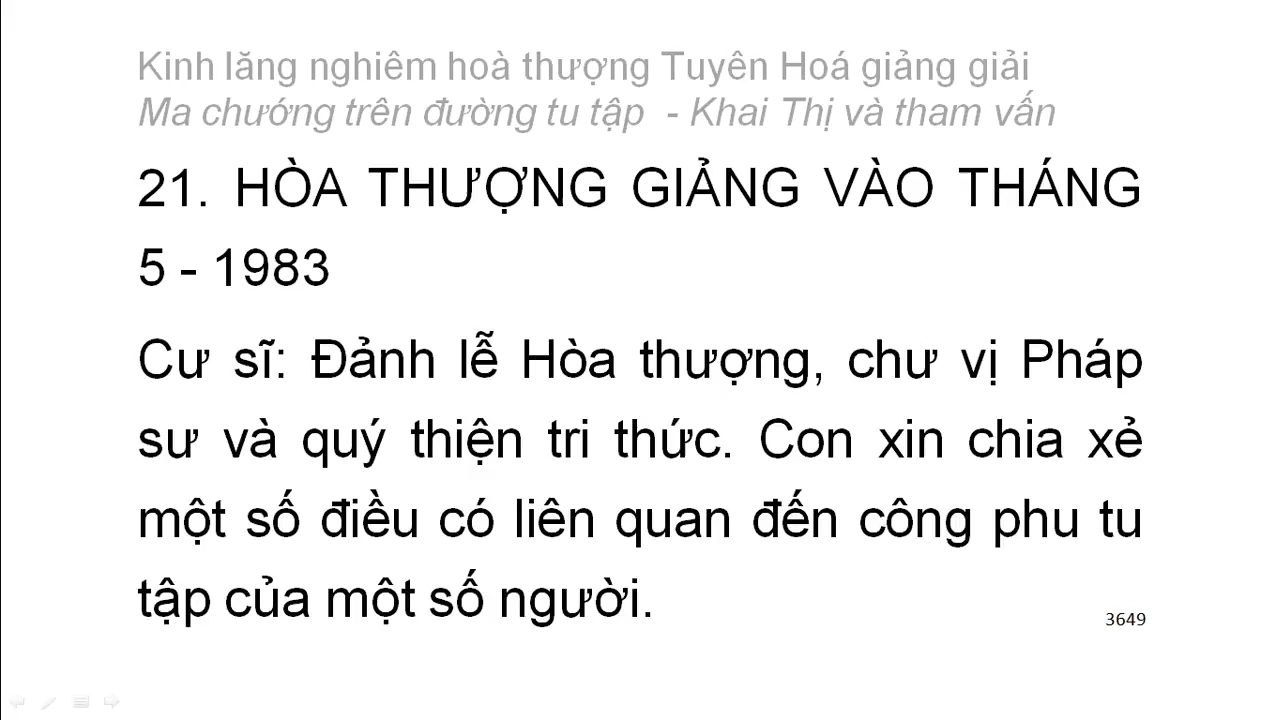 Kinh lăng nghiêm hoà thượng Tuyên Hoá giảng giải
Ma chướng trên đường tu tập - Khai Thị và tham vấn
21. HÒA THƯỢNG GIẢNG VÀO THÁNG
5 - 1983
Cư sĩ: Đảnh lễ Hòa thượng, chư vị Pháp
sư và quý thiện tri thức. Con xin chia xẻ
một số điều có liên quan đến công phu tu
tập của một số người.
3649